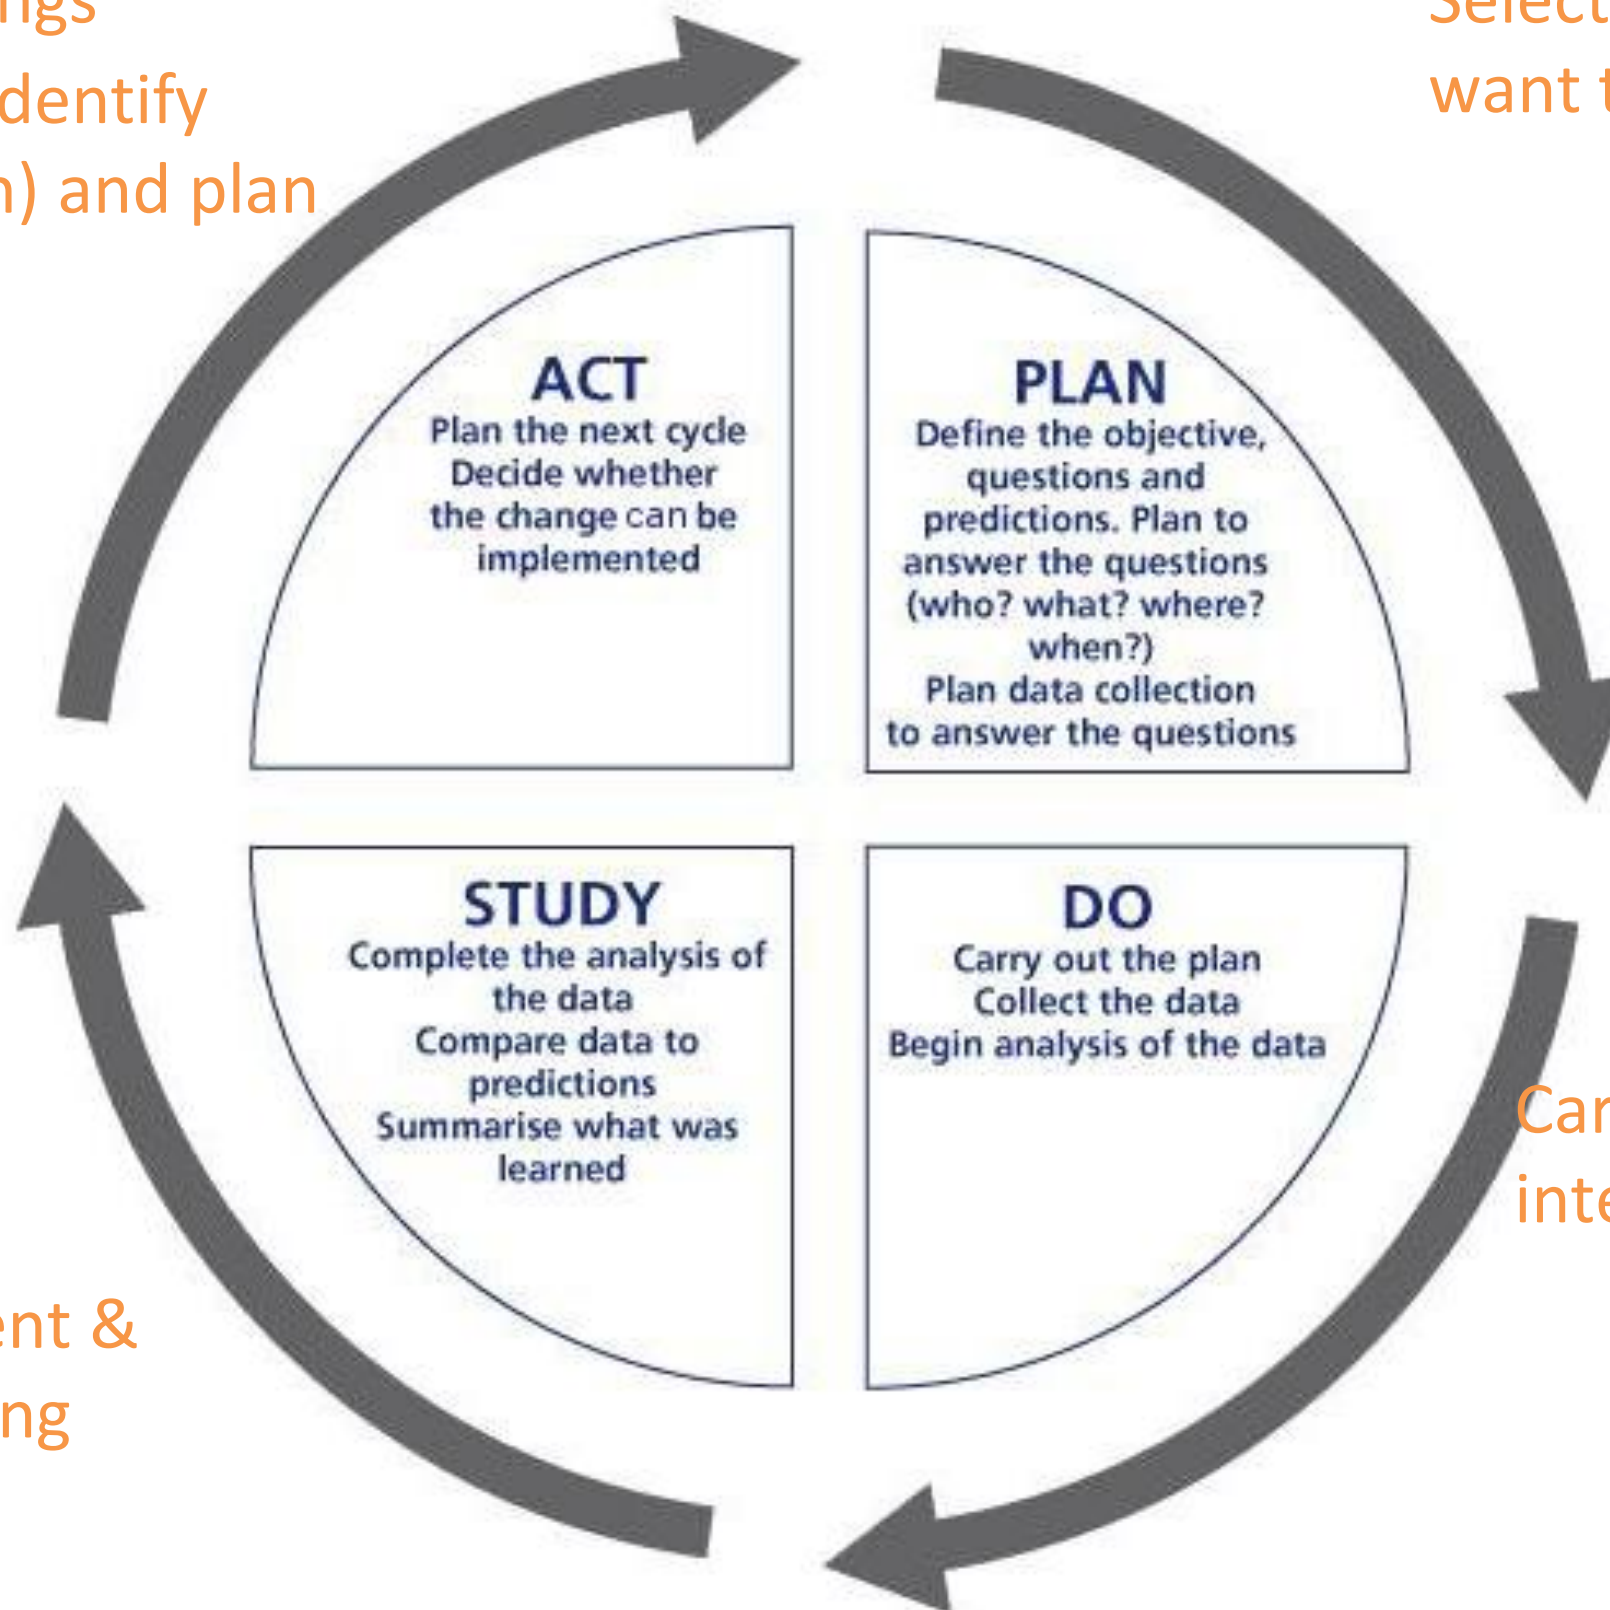 dentify
) and plan
want
ACT
Plan the next cycle
Decide whether
the change can be
implemented
PLAN
Define the objective,
questions and
predictions. Plan to
answer the questions
(who? what? where?
when?)
Plan data collection
to answer the questions
STUDY
Complete the analysis of
the data
Compare data to
predictions
Summarise what was
learned
DO
Carry out the plan
Collect the data
Begin analysis of the data
Car
inte
ent &
ng